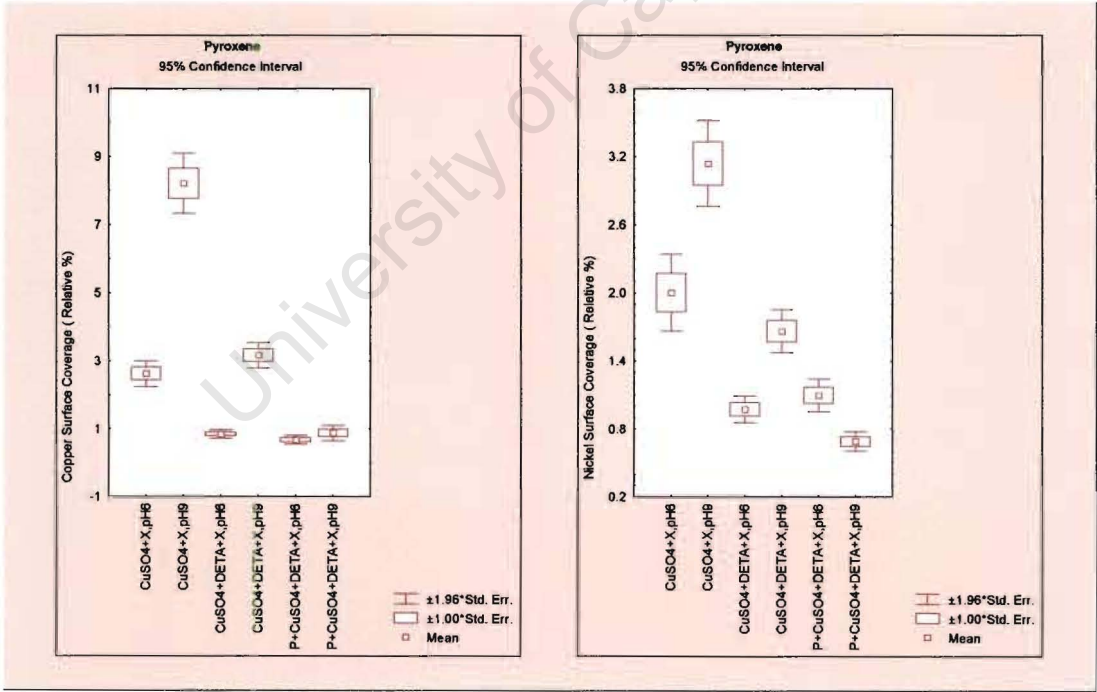 Pyroxene
95% Confidence Interval
Copper Surface Coverage ( Relative %)
11
9
7
5
3
1
-1
CuSO4+X,pH6
CuSO4+X,pH9
CuSO4+DETA+X,pH6
CuSO4+DETA+X,pH9
P+CuSO4+DETA+X,pH6
P+CuSO4+DETA+X,pH9
±1.96*Std. Err.
±1.00*Std. Err.
Mean
Pyroxene
95% Confidence Interval
Nickel Surface Coverage ( Relative %)
3.8
3.2
2.6
2.0
1.4
0.8
0.2
CuSO4+X,pH6
CuSO4+X,pH9
CuSO4+DETA+X,pH6
CuSO4+DETA+X,pH9
P+CuSO4+DETA+X,pH6
P+CuSO4+DETA+X,pH9
±1.96*Std. Err.
±1.00*Std. Err.
Mean
University of